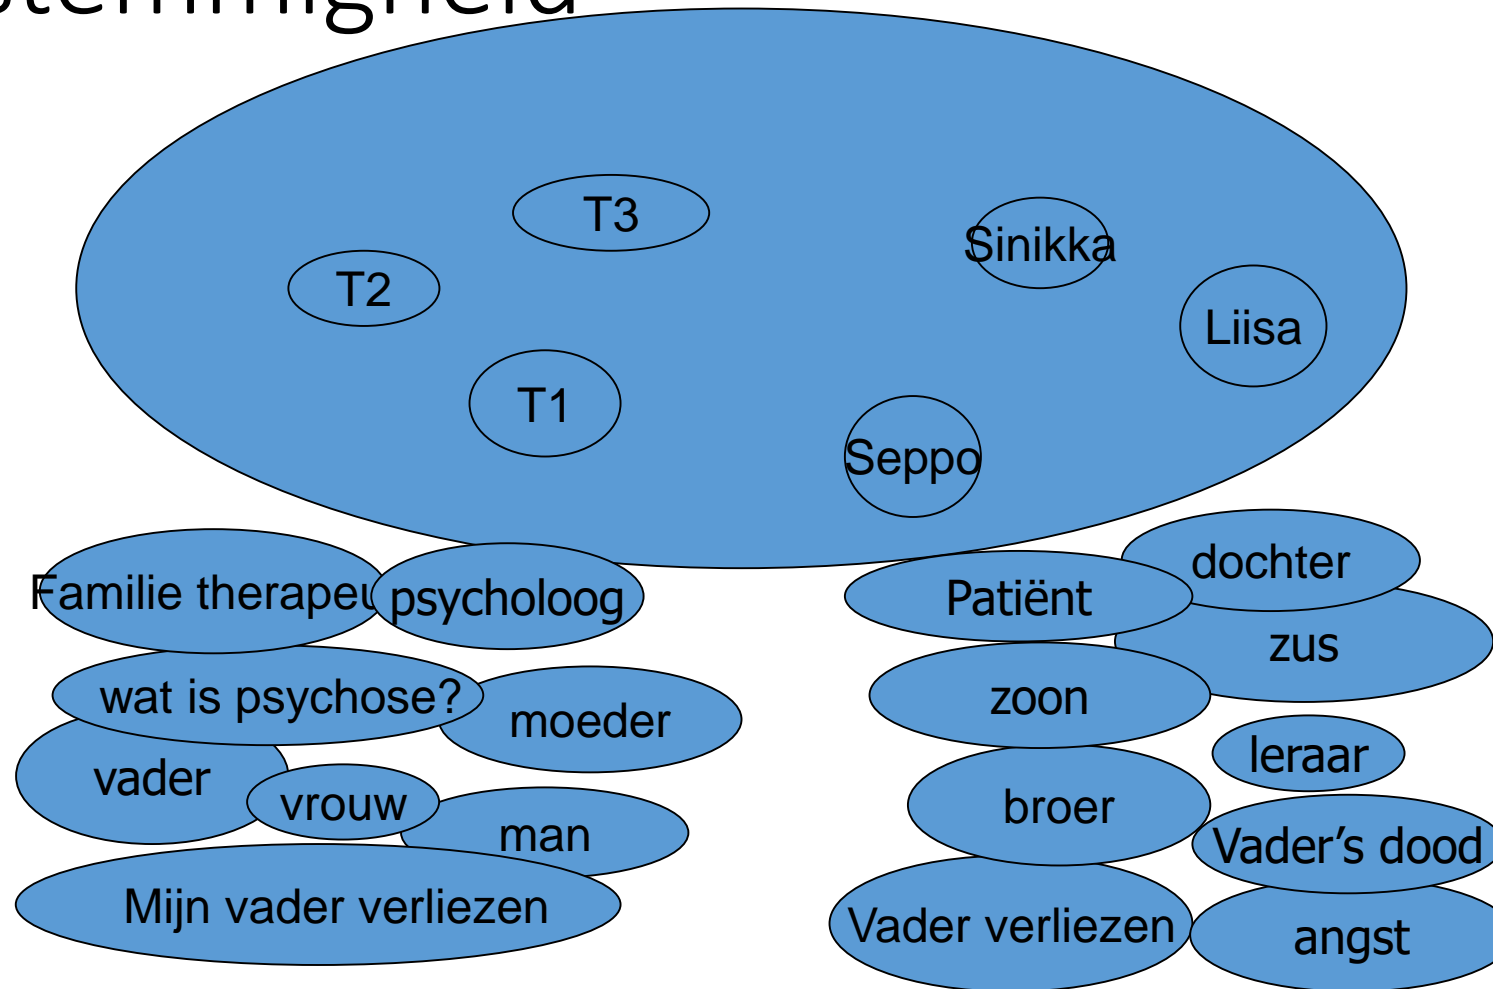 T3
Sinikka
T2
Liisa
T1
Seppo
psycholoog
wat is psychose?
moeder
vader
vrouw
man
Mijn vader verliezen
dochter
Patiënt
zus
zoon
leraar
broer
Vader's dood
Vader verliezen
angst
Familie